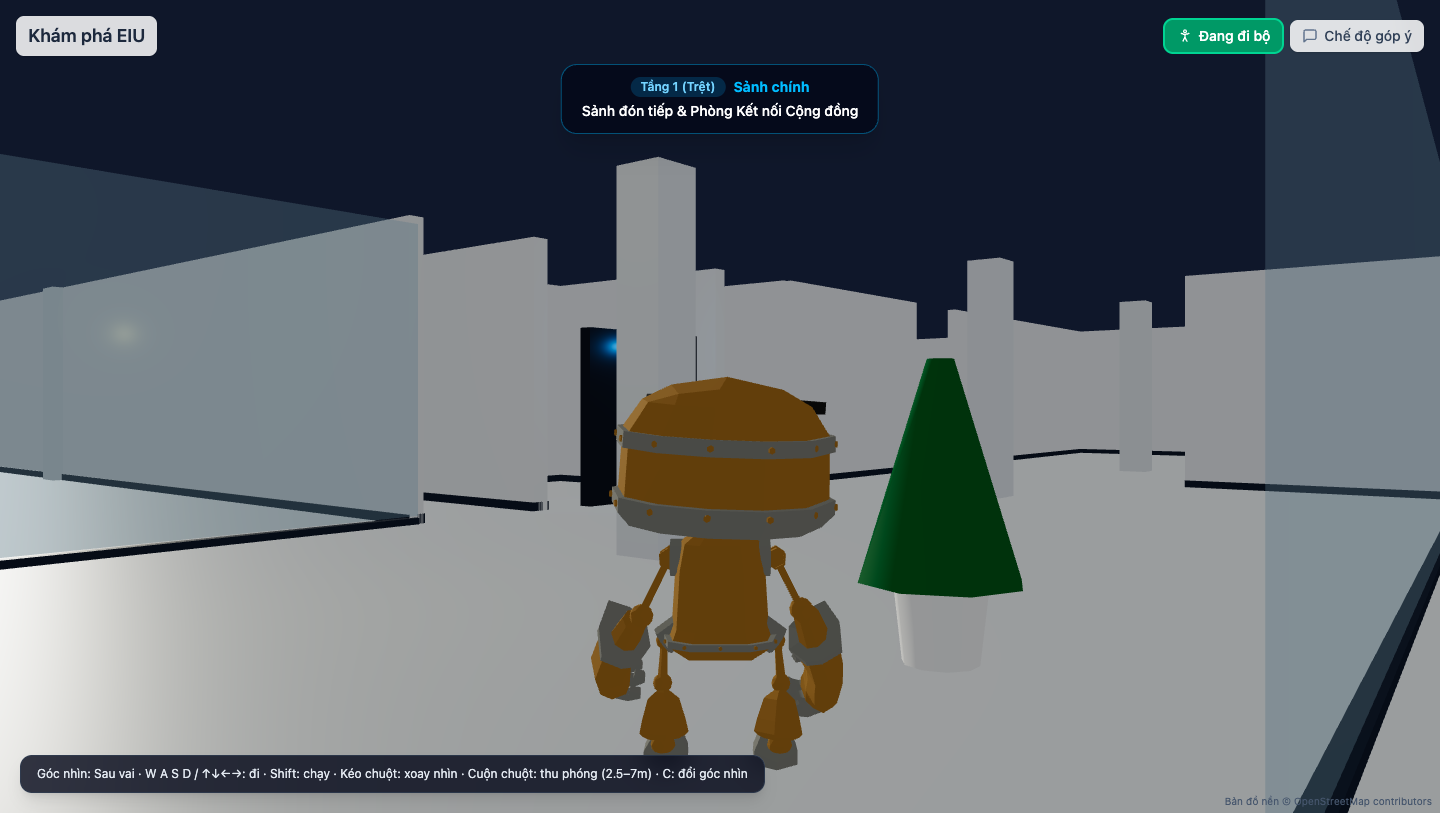 Khám phá EIU
Đang đi bộ
Chế độ góp ý
Tầng 1 (Trệt) Sảnh chính
Sảnh đón tiếp & Phòng Kết nối Cộng đồng
Góc nhìn: Sau vai · W A S D / ↑↓←→: đi · Shift: chạy · Kéo chuột: xoay nhìn · Cuộn chuột: thu phóng (2.5–7m) · C: đổi góc nhìn
Bản đồ nền © OpenStreetMap contributors